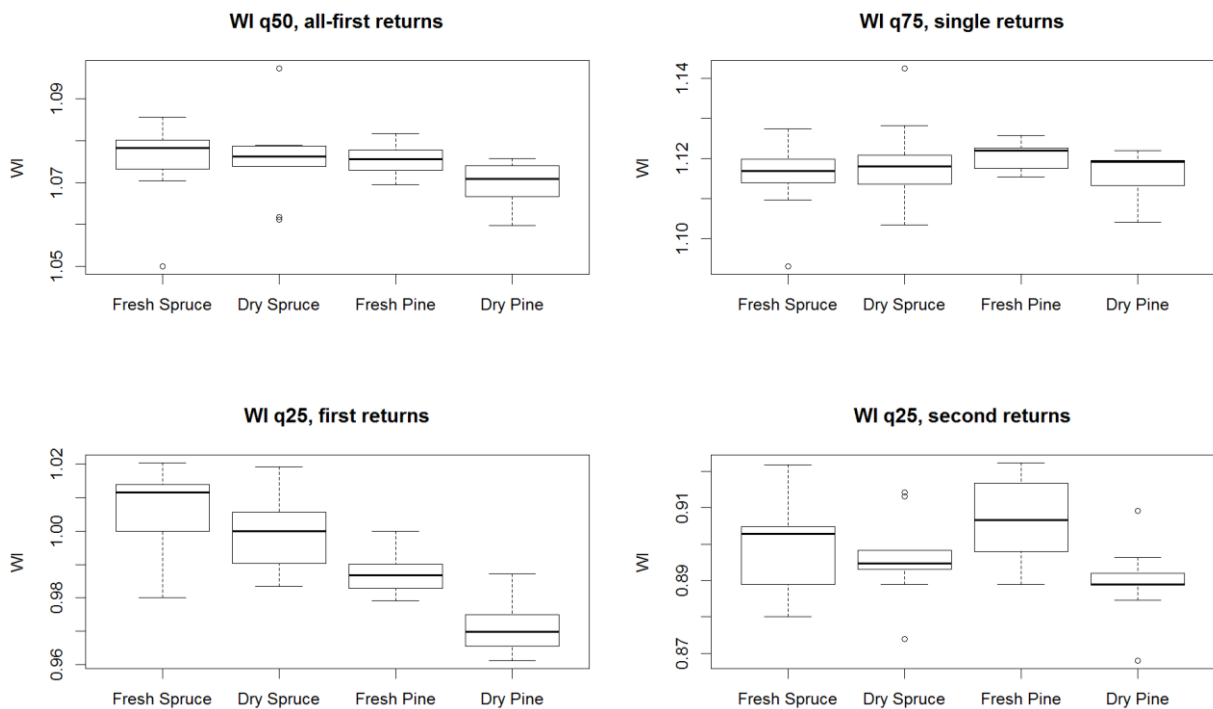 WI q50, all-first returns
WI
1.09
1.07
1.05
Fresh Spruce Dry Spruce Fresh Pine Dry Pine
WI q75, single returns
WI
1.14
1.12
1.10
Fresh Spruce Dry Spruce Fresh Pine Dry Pine
WI q25, first returns
WI
1.02
1.00
0.98
0.96
Fresh Spruce Dry Spruce Fresh Pine Dry Pine
WI q25, second returns
WI
0.91
0.89
0.87
Fresh Spruce Dry Spruce Fresh Pine Dry Pine